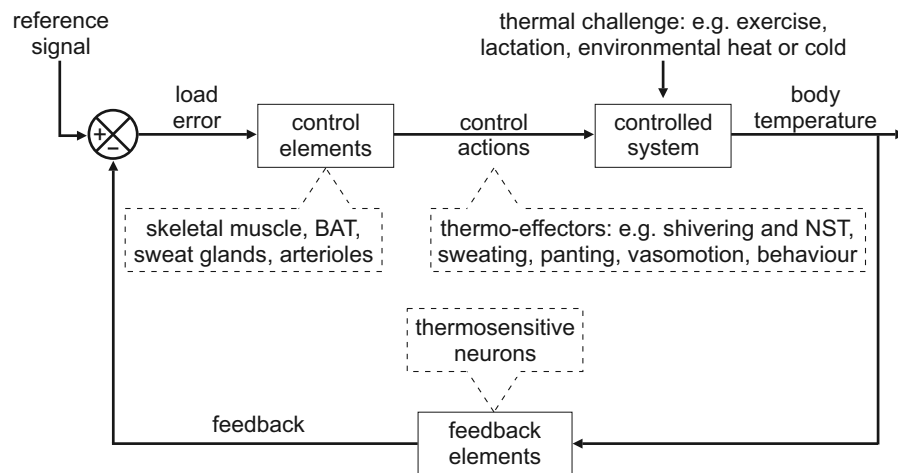 reference
signal
thermal challenge: e.g. exercise,
lactation, environmental heat or cold
load
error
+
−
control
elements
control
actions
controlled
system
body
temperature
skeletal muscle, BAT,
sweat glands, arterioles
thermo-effectors: e.g. shivering and NST,
sweating, panting, vasomotion, behaviour
thermosensitive
neurons
feedback
feedback
elements